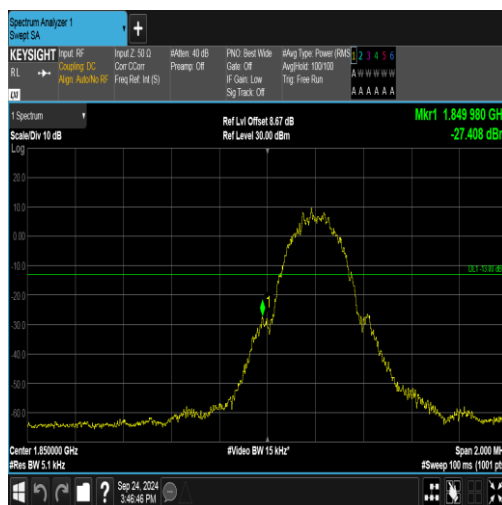 Spectrum Analyzer 1
Swept SA
+
KEYSIGHT
RL
Input: RF
Coupling: DC
Align: Auto/No RF
Input Z: 50 Ω
Corr CCorr
Freq Ref: Int (S)
#Atten: 40 dB
Preamp: Off
PNO: Best Wide
Gate: Off
IF Gain: Low
Sig Track: Off
#Avg Type: Power (RMS
Avg|Hold: 100/100
Trig: Free Run
1 2 3 4 5 6
A W W W W W
A A A A A A
1 Spectrum
Scale/Div 10 dB
Ref Lvl Offset 8.67 dB
Ref Level 30.00 dBm
Mkr1 1.849 980 GH
-27.408 dBr
Log
20.0
10.0
0.00
-10.0
-20.0
-30.0
-40.0
-50.0
-60.0
1
Center 1.850000 GHz
#Res BW 5.1 kHz
#Video BW 15 kHz*
Span 2.000 MH
#Sweep 100 ms (1001 pt
Sep 24, 2024
3:46:46 PM